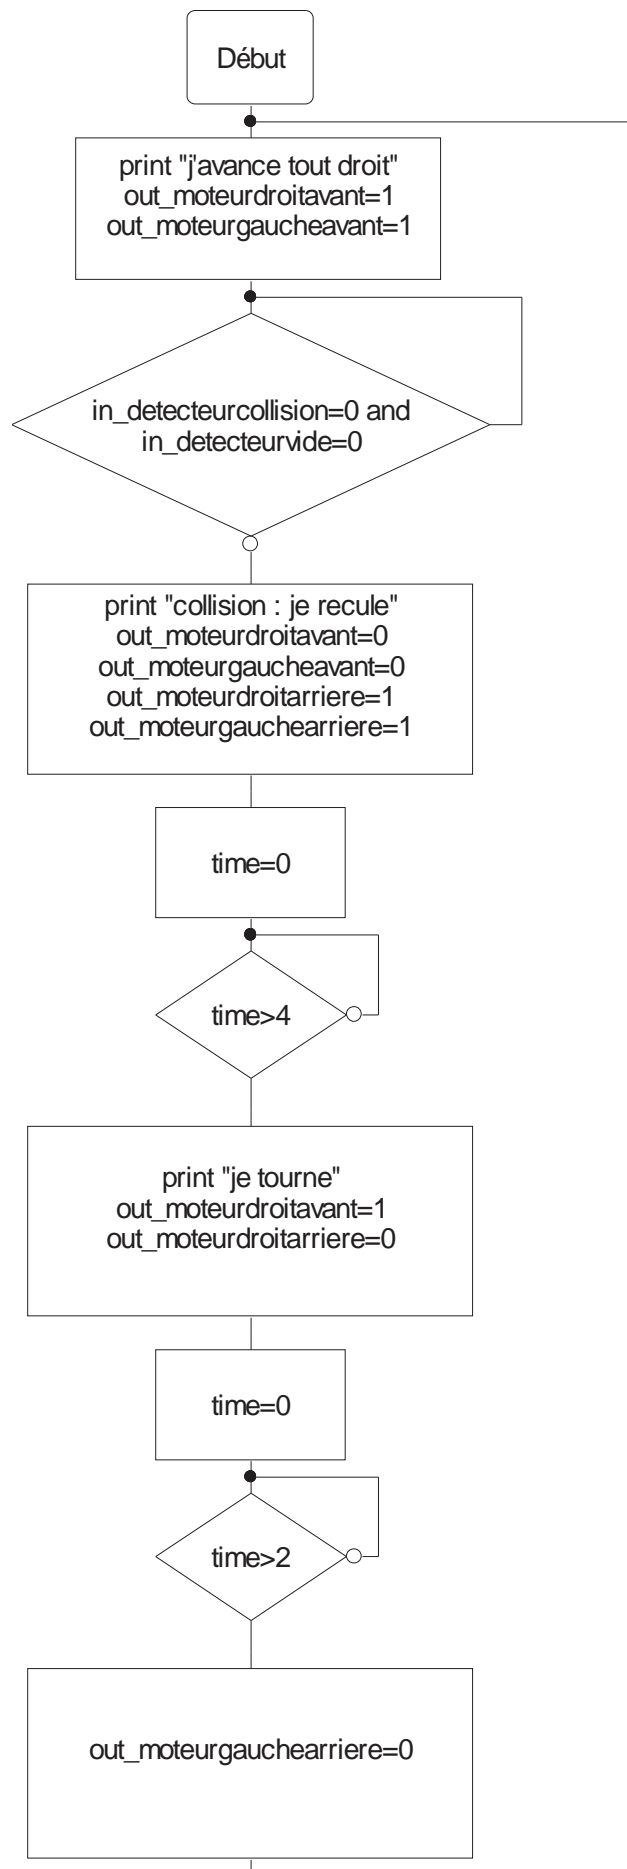 Début
print "j'avance tout droit"
out_moteurdroitavant=1
out_moteurgaucheavant=1
in_detecteurcollision=0 and
in_detecteurvide=0
print "collision : je recule"
out_moteurdroitavant=0
out_moteurgaucheavant=0
out_moteurdroitarriere=1
out_moteurgauchearriere=1
time=0
time>4
print "je tourne"
out_moteurdroitavant=1
out_moteurdroitarriere=0
time=0
time>2
out_moteurgauchearriere=0